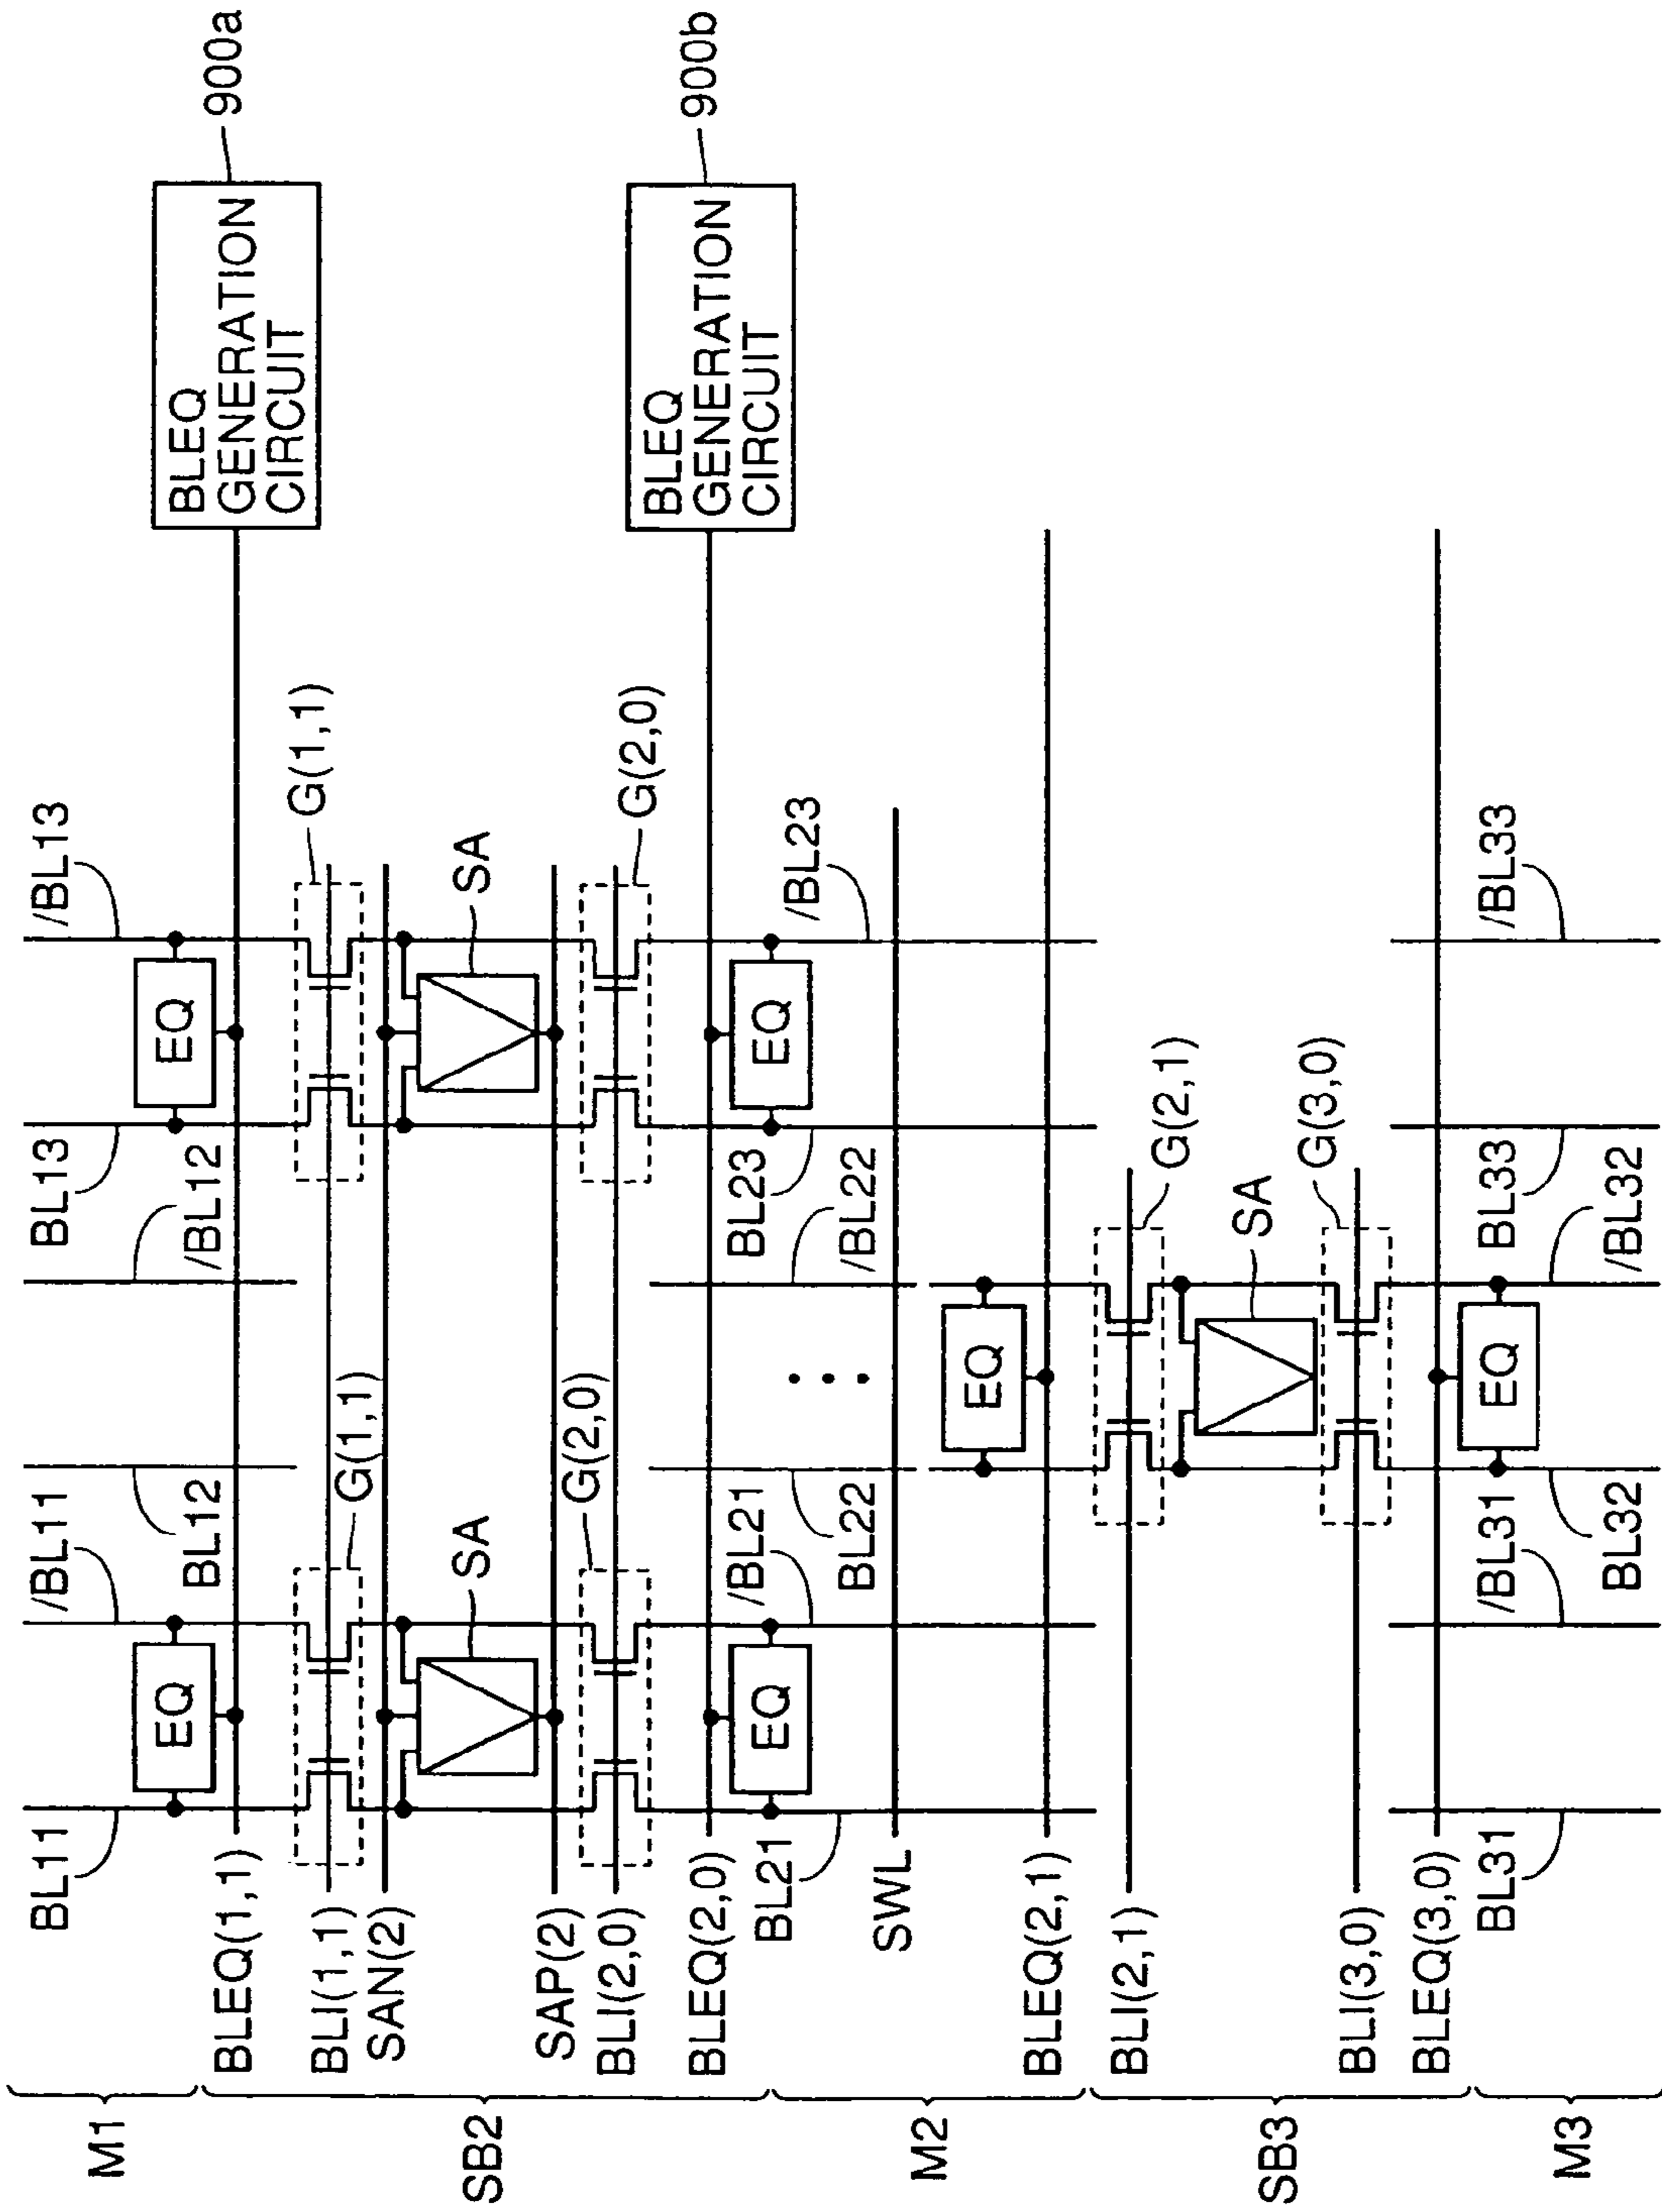 M1
BL11
/BL11
BL12
/BL12
BL13
/BL13
BLEQ(1,1)
EQ
EQ
BLEQ
GENERATION
CIRCUIT
900a
BLI(1,1)
G(1,1)
G(1,1)
SAN(2)
SB2
SA
SA
SAP(2)
BLI(2,0)
G(2,0)
G(2,0)
BLEQ(2,0)
BLEQ
GENERATION
CIRCUIT
900b
BL21
/BL21
EQ
BL22
/BL22
BL23
EQ
/BL23
SWL
M2
EQ
BLEQ(2,1)
BLI(2,1)
G(2,1)
SB3
SA
BLI(3,0)
G(3,0)
BLEQ(3,0)
EQ
BL31
/BL31
BL32
/BL32
BL33
/BL33
M3